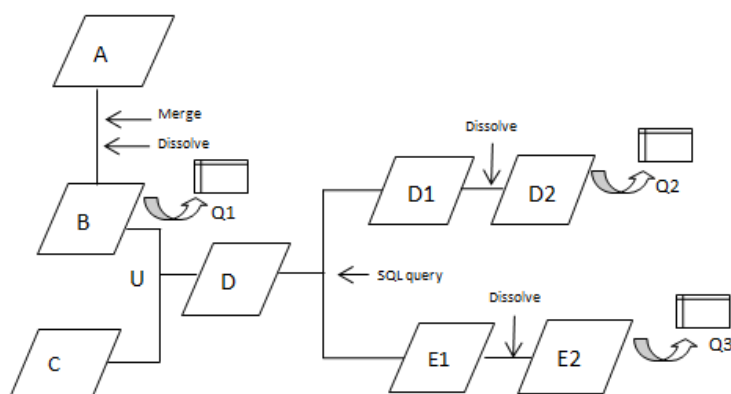 A
Merge
Dissolve
B
Q1
U
C
D
SQL query
Dissolve
D1
D2
Q2
Dissolve
E1
E2
Q3